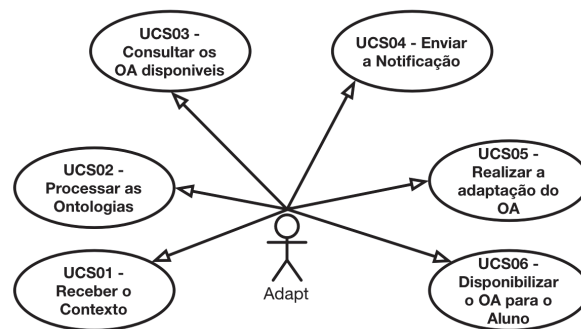 UCS03 -
Consultar os
OA disponiveis
UCS04 - Enviar
a Notificação
UCS02 -
Processar as
Ontologias
UCS05 -
Realizar a
adaptação do
OA
UCS01 -
Receber o
Contexto
Adapt
UCS06 -
Disponibilizar
o OA para o
Aluno